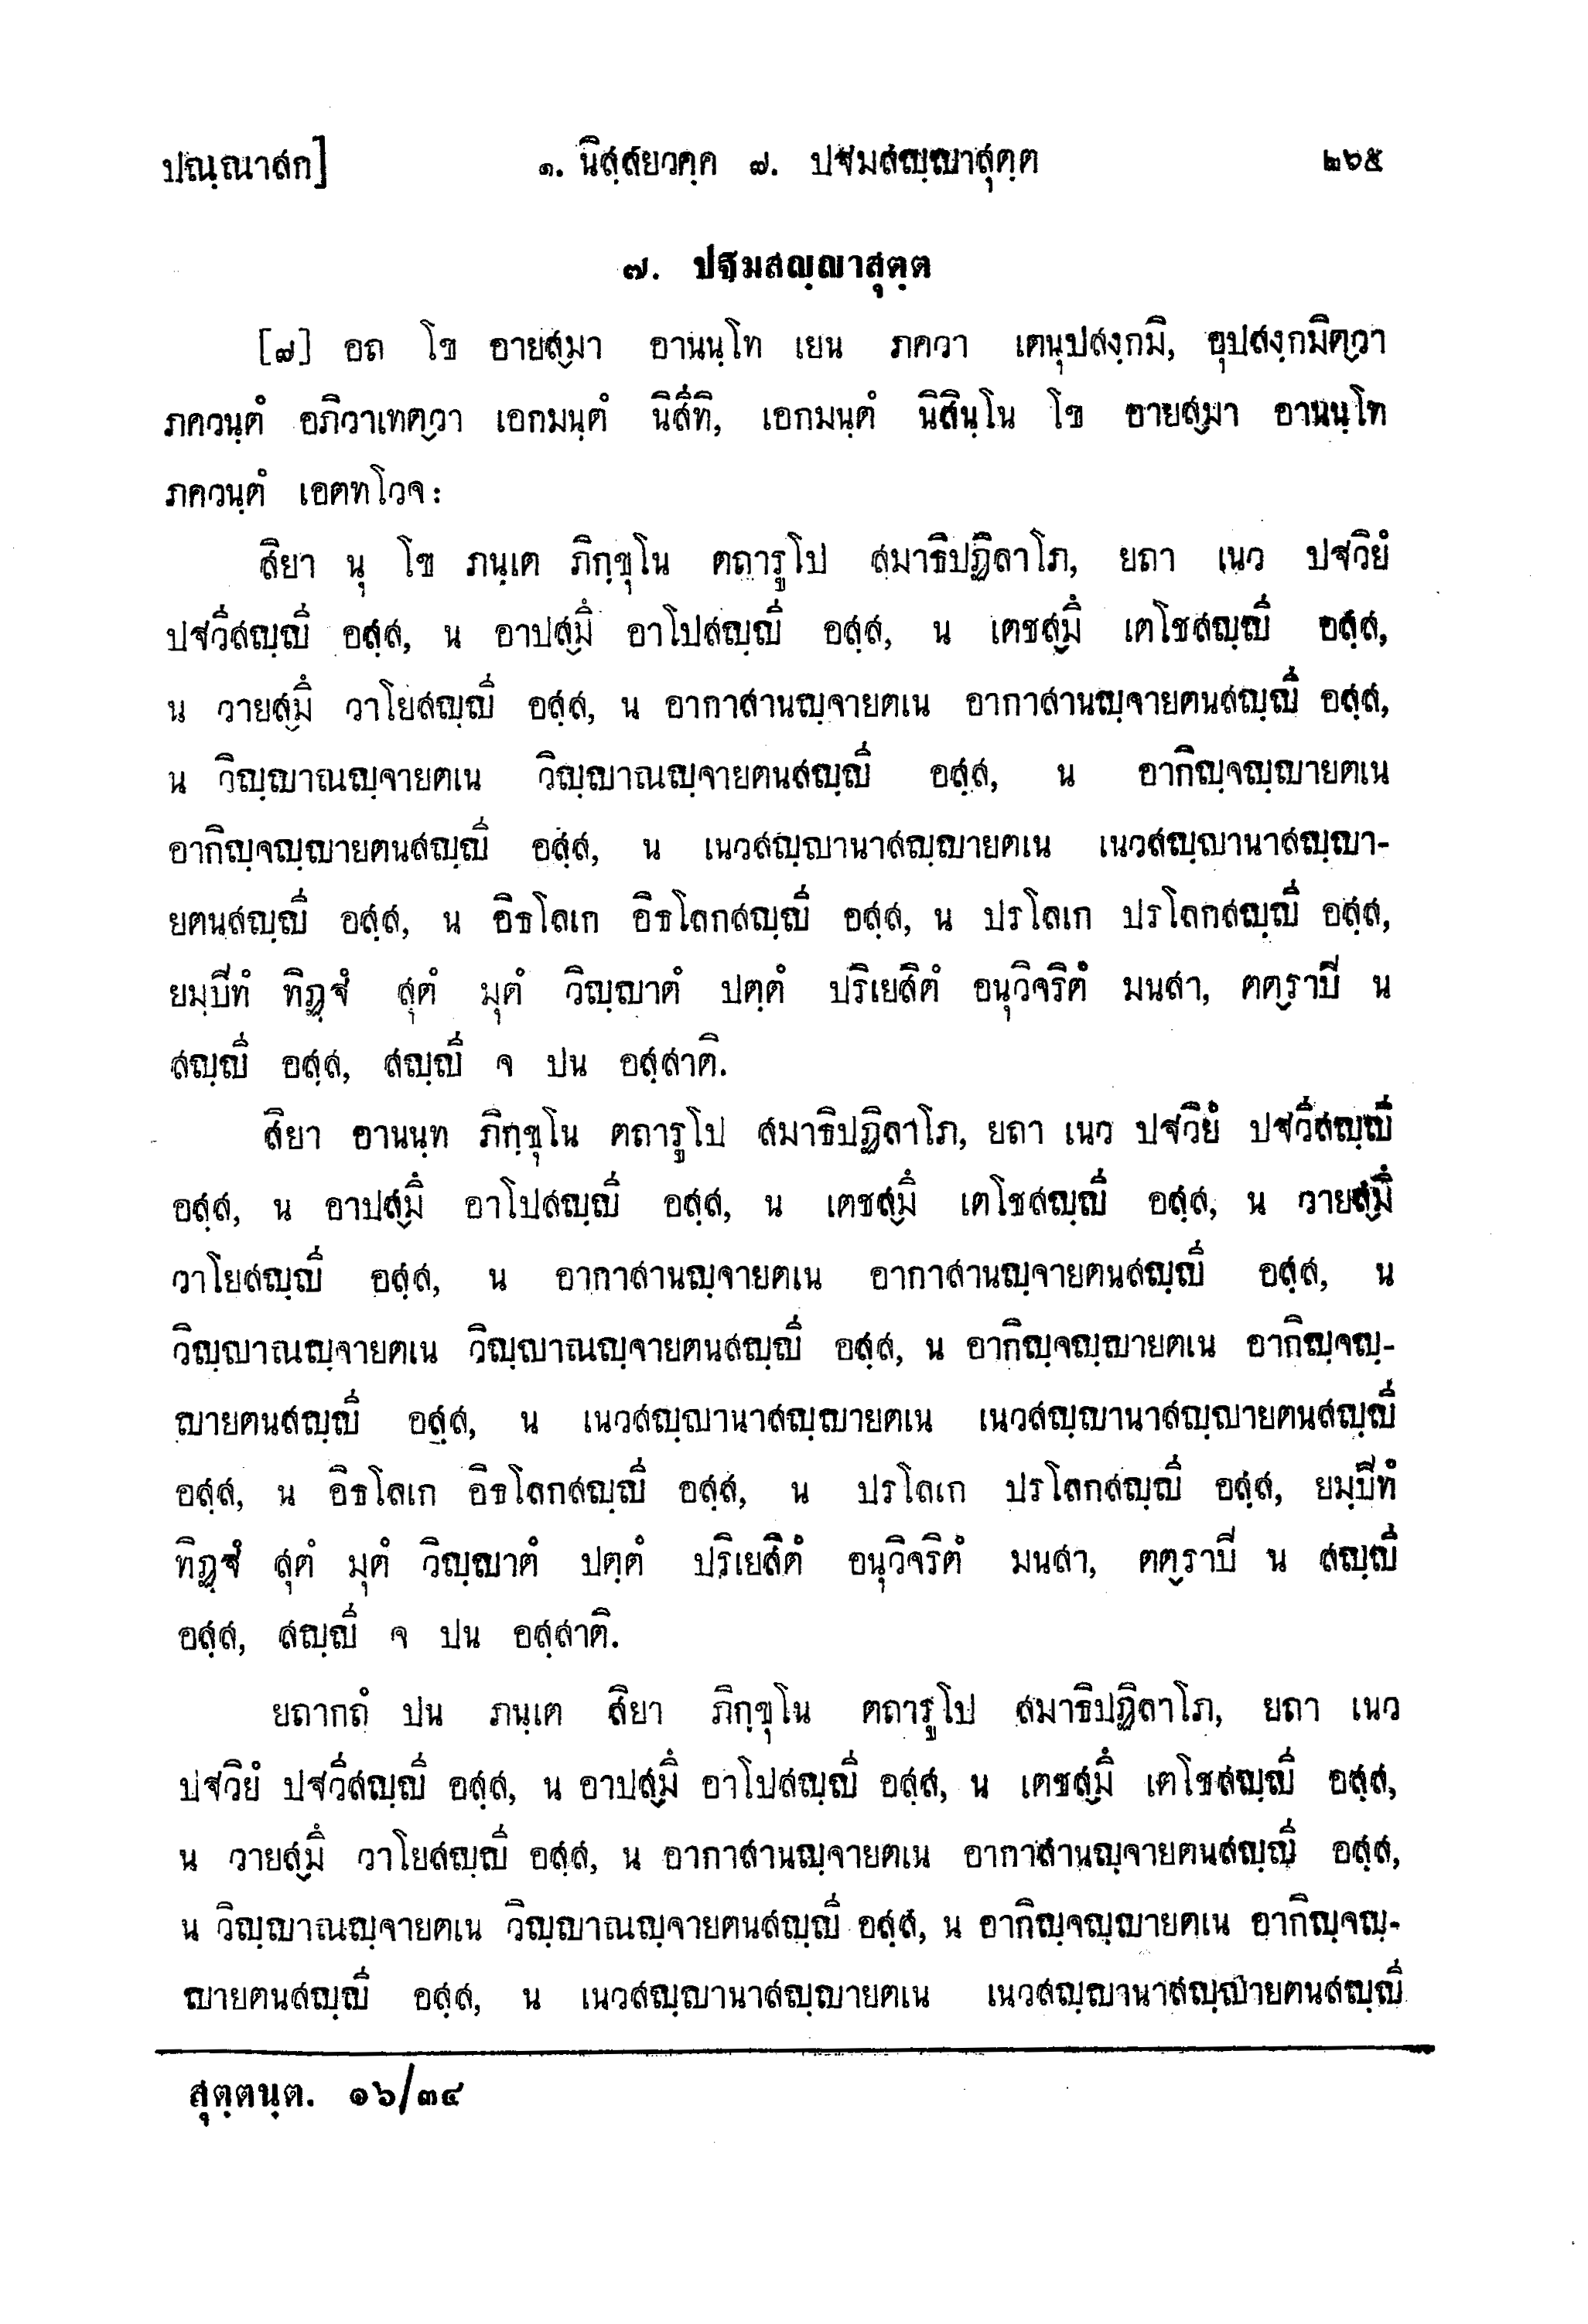 ปณฺณาสก] ๑. นิสฺสยวคฺค ๗. ปฐมสญฺญาสุตฺต ๒๖๕
๗. ปฐมสญฺญาสุตฺต
[๗] อถ โข อายสฺมา อานนฺโท เยน ภควา เตนุปสงฺกมิ, อุปสงฺกมิตฺวา
ภควนฺตํ อภิวาเทตฺวา เอกมนฺตํ นิสีทิ, เอกมนฺตํ นิสินฺโน โข อายสฺมา อานนฺโท
ภควนฺตํ เอตทโวจ:
สิยา นุ โข ภนฺเต ภิกฺขุโน ตถารูโป สมาธิปฏิลาโภ, ยถา เนว ปฐวิยํ
ปฐวีสญฺญี อสฺส, น อาปสฺมึ อาโปสญฺญี อสฺส, น เตชสฺมึ เตโชสญฺญี อสฺส,
น วายสฺมึ วาโยสญฺญี อสฺส, น อากาสานญฺจายตเน อากาสานญฺจายตนสญฺญี อสฺส,
น วิญฺญาณญฺจายตเน วิญฺญาณญฺจายตนสญฺญี อสฺส, น อากิญฺจญฺญายตเน
อากิญฺจญฺญายตนสญฺญี อสฺส, น เนวสญฺญานาสญฺญายตเน เนวสญฺญานาสญฺญา-
ยตนสญฺญี อสฺส, น อิธโลเก อิธโลกสญฺญี อสฺส, น ปรโลเก ปรโลกสญฺญี อสฺส,
ยมฺปีทํ ทิฏฺฐํ สุตํ มุตํ วิญฺญาตํ ปตฺตํ ปริเยสิตํ อนุวิจริตํ มนสา, ตตฺราปิ น
สญฺญี อสฺส, สญฺญี จ ปน อสฺสาติ.
สิยา อานนฺท ภิกฺขุโน ตถารูโป สมาธิปฏิลาโภ, ยถา เนว ปฐวิยํ ปฐวีสญฺญี
อสฺส, น อาปสฺมึ อาโปสญฺญี อสฺส, น เตชสฺมึ เตโชสญฺญี อสฺส, น วายสฺมึ
วาโยสญฺญี อสฺส, น อากาสานญฺจายตเน อากาสานญฺจายตนสญฺญี อสฺส, น
วิญฺญาณญฺจายตเน วิญฺญาณญฺจายตนสญฺญี อสฺส, น อากิญฺจญฺญายตเน อากิญฺจญฺ-
ญายตนสญฺญี อสฺส, น เนวสญฺญานาสญฺญายตเน เนวสญฺญานาสญฺญายตนสญฺญี
อสฺส, น อิธโลเก อิธโลกสญฺญี อสฺส, น ปรโลเก ปรโลกสญฺญี อสฺส, ยมฺปีทํ
ทิฏฺฐํ สุตํ มุตํ วิญฺญาตํ ปตฺตํ ปริเยสิตํ อนุวิจริตํ มนสา, ตตฺราปิ น สญฺญี
อสฺส, สญฺญี จ ปน อสฺสาติ.
ยถากถํ ปน ภนฺเต สิยา ภิกฺขุโน ตถารูโป สมาธิปฏิลาโภ, ยถา เนว
ปฐวิยํ ปฐวีสญฺญี อสฺส, น อาปสฺมึ อาโปสญฺญี อสฺส, น เตชสฺมึ เตโชสญฺญี อสฺส,
น วายสฺมึ วาโยสญฺญี อสฺส, น อากาสานญฺจายตเน อากาสานญฺจายตนสญฺญี อสฺส,
น วิญฺญาณญฺจายตเน วิญฺญาณญฺจายตนสญฺญี อสฺส, น อากิญฺจญฺญายตเน อากิญฺจญฺ-
ญายตนสญฺญี อสฺส, น เนวสญฺญานาสญฺญายตเน เนวสญฺญานาสญฺญายตนสญฺญี
สุตฺตนฺต. ๑๖/๓๔